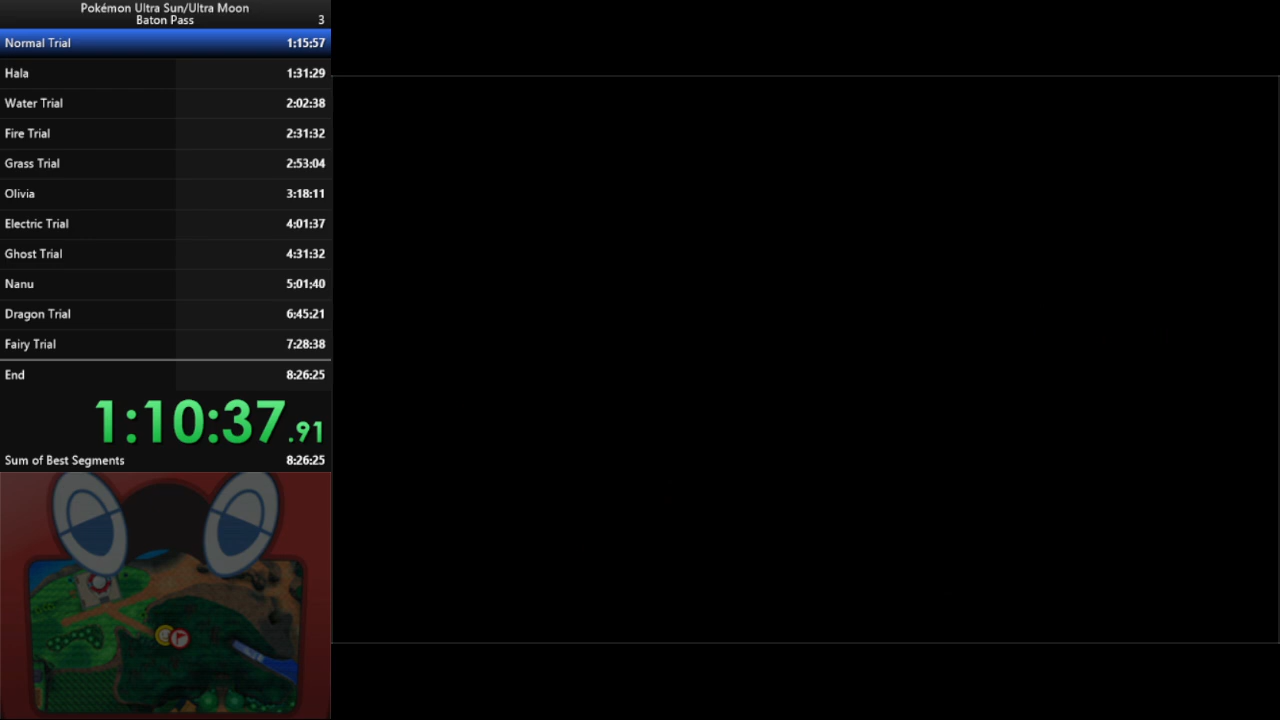 Pokémon Ultra Sun/Ultra Moon
Baton Pass 3
Normal Trial 1:15:57
Hala 1:31:29
Water Trial 2:02:38
Fire Trial 2:31:32
Grass Trial 2:53:04
Olivia 3:18:11
Electric Trial 4:01:37
Ghost Trial 4:31:32
Nanu 5:01:40
Dragon Trial 6:45:21
Fairy Trial 7:28:38
End 8:26:25
1:10:37.91
Sum of Best Segments 8:26:25